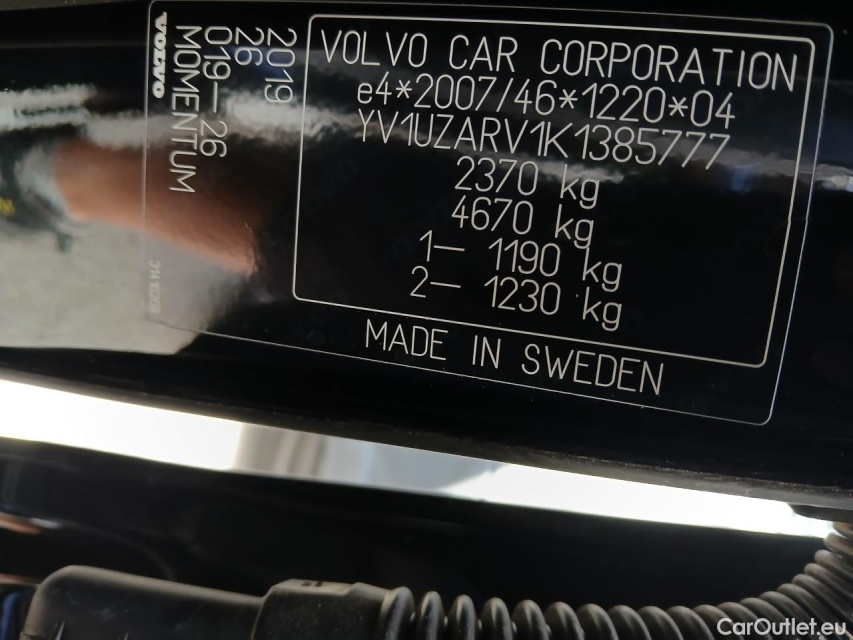 VOLVO
2019
26
019–26
MOMENTUM
VOLVO CAR CORPORATION
e4*2007/46*1220*04
YV1UZARV1K1385777
2370 kg
4670 kg
1– 1190 kg
2– 1230 kg
MADE IN SWEDEN
CarOutlet.eu